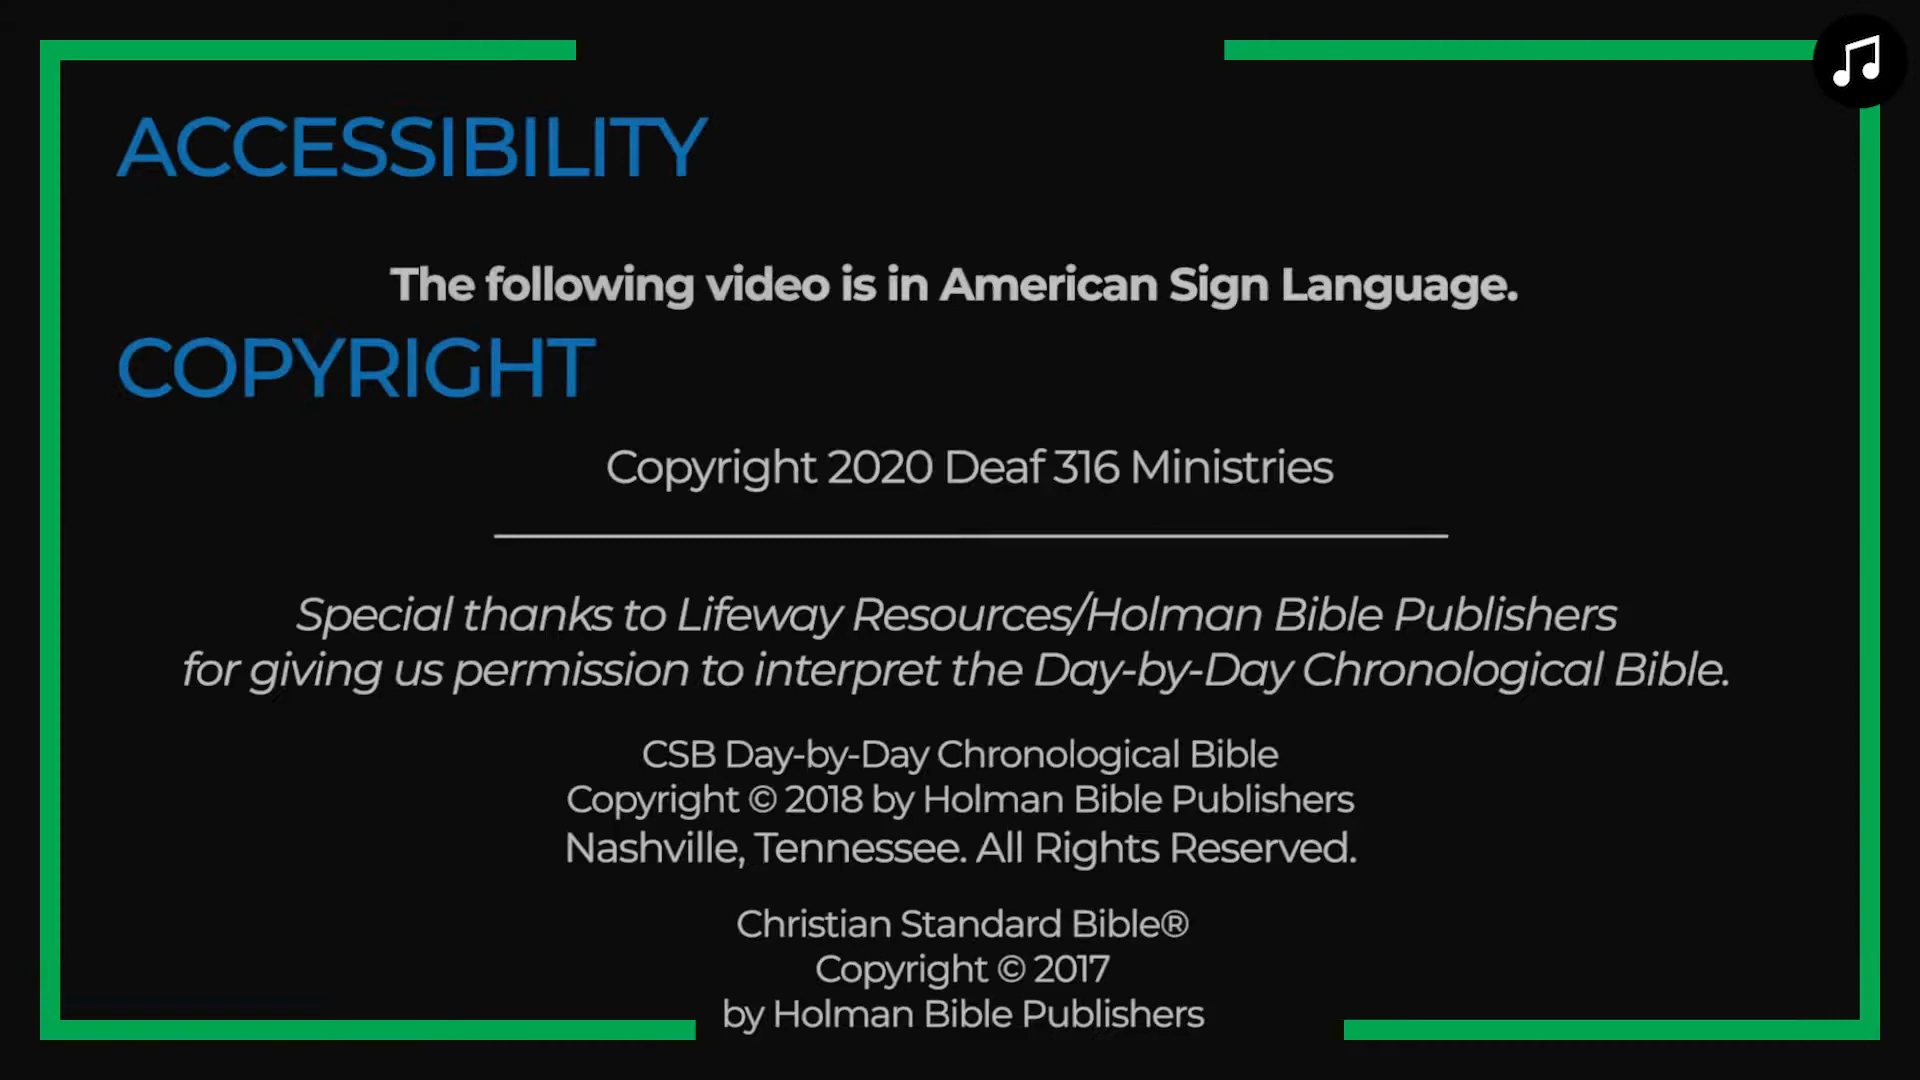 ACCESSIBILITY
The following video is in American Sign Language.
COPYRIGHT
Copyright 2020 Deaf 316 Ministries
Special thanks to Lifeway Resources/Holman Bible Publishers
for giving us permission to interpret the Day-by-Day Chronological Bible.
CSB Day-by-Day Chronological Bible
Copyright © 2018 by Holman Bible Publishers
Nashville, Tennessee. All Rights Reserved.
Christian Standard Bible®
Copyright © 2017
by Holman Bible Publishers